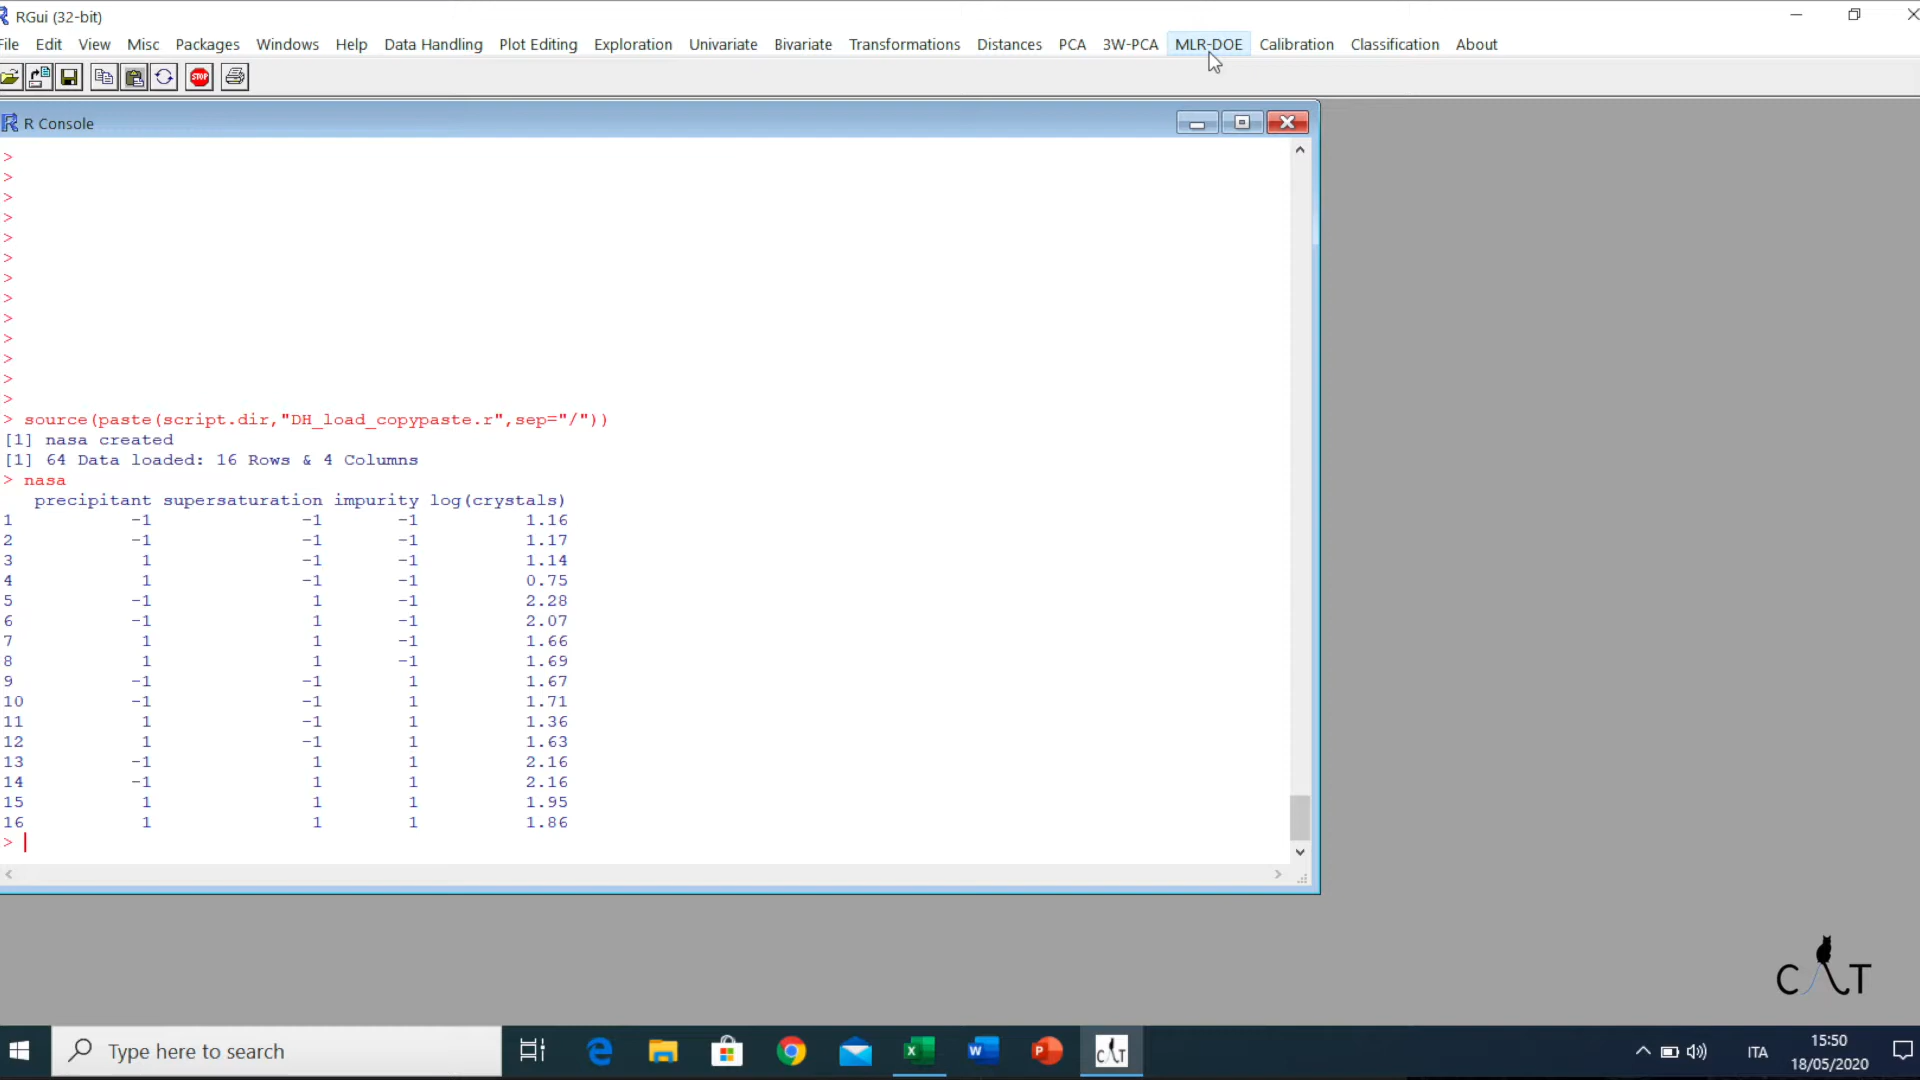 RGui (32-bit)
File Edit View Misc Packages Windows Help Data Handling Plot Editing Exploration Univariate Bivariate Transformations Distances PCA 3W-PCA MLR-DOE Calibration Classification About
STOP
R Console
>
>
>
>
>
>
>
>
>
>
>
>
>
> source(paste(script.dir,"DH_load_copypaste.r",sep="/"))
[1] nasa created
[1] 64 Data loaded: 16 Rows & 4 Columns
> nasa
precipitant supersaturation impurity log(crystals)
1 -1 -1 -1 1.16
2 -1 -1 -1 1.17
3 1 -1 -1 1.14
4 1 -1 -1 0.75
5 -1 1 -1 2.28
6 -1 1 -1 2.07
7 1 1 -1 1.66
8 1 1 -1 1.69
9 -1 -1 1 1.67
10 -1 -1 1 1.71
11 1 -1 1 1.36
12 1 -1 1 1.63
13 -1 1 1 2.16
14 -1 1 1 2.16
15 1 1 1 1.95
16 1 1 1 1.86
>
CAT
Type here to search
CAT
ITA
15:50
18/05/2020